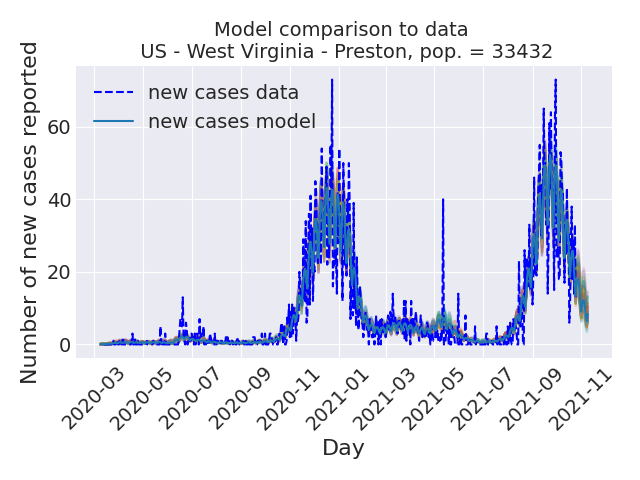 Model comparison to data
US - West Virginia - Preston, pop. = 33432
new cases data
new cases model
Number of new cases reported
60
40
20
0
2020-03
2020-05
2020-07
2020-09
2020-11
2021-01
2021-03
2021-05
2021-07
2021-09
2021-11
Day